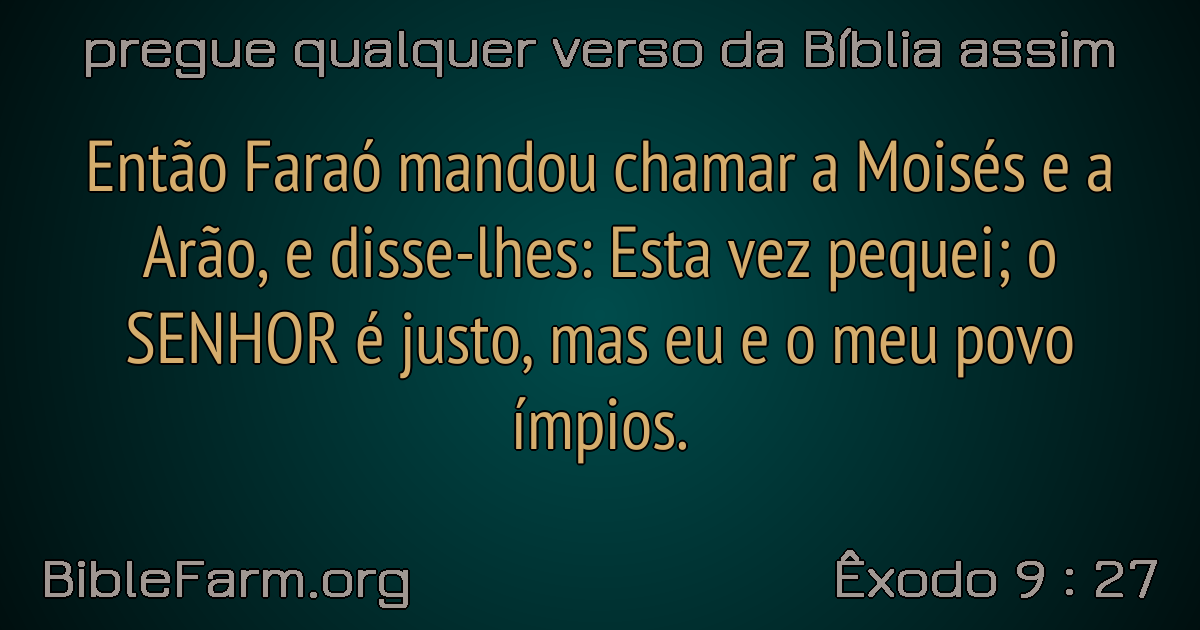 pregue qualquer verso da Bíblia assim
Então Faraó mandou chamar a Moisés e a
Arão, e disse-lhes: Esta vez pequei; o
SENHOR é justo, mas eu e o meu povo
ímpios.
BibleFarm.org
Êxodo 9 : 27